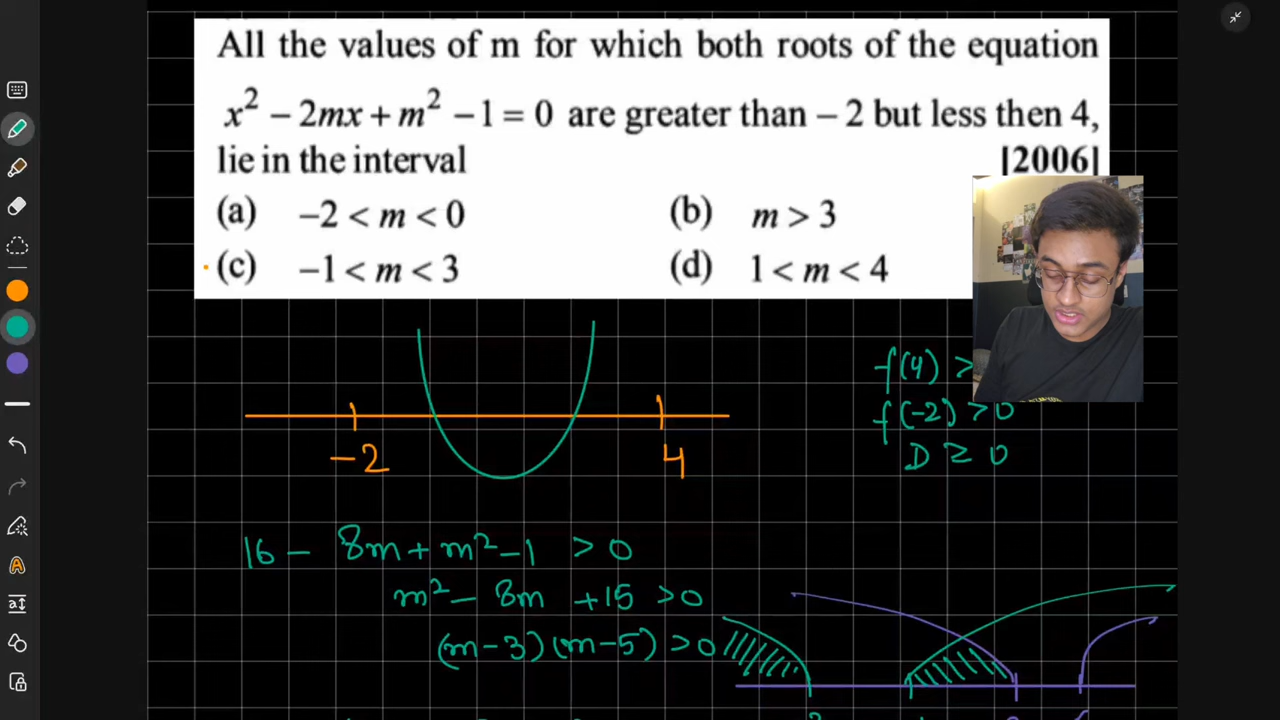 All the values of m for which both roots of the equation
x² − 2mx + m² − 1 = 0 are greater than − 2 but less then 4,
lie in the interval [2006]
(a) −2 < m < 0 (b) m > 3
(c) −1 < m < 3 (d) 1 < m < 4
f(4) >
f(-2) > 0
D ≥ 0
-2 4
16 - 8m + m² - 1 > 0
m² - 8m + 15 > 0
(m-3)(m-5) > 0